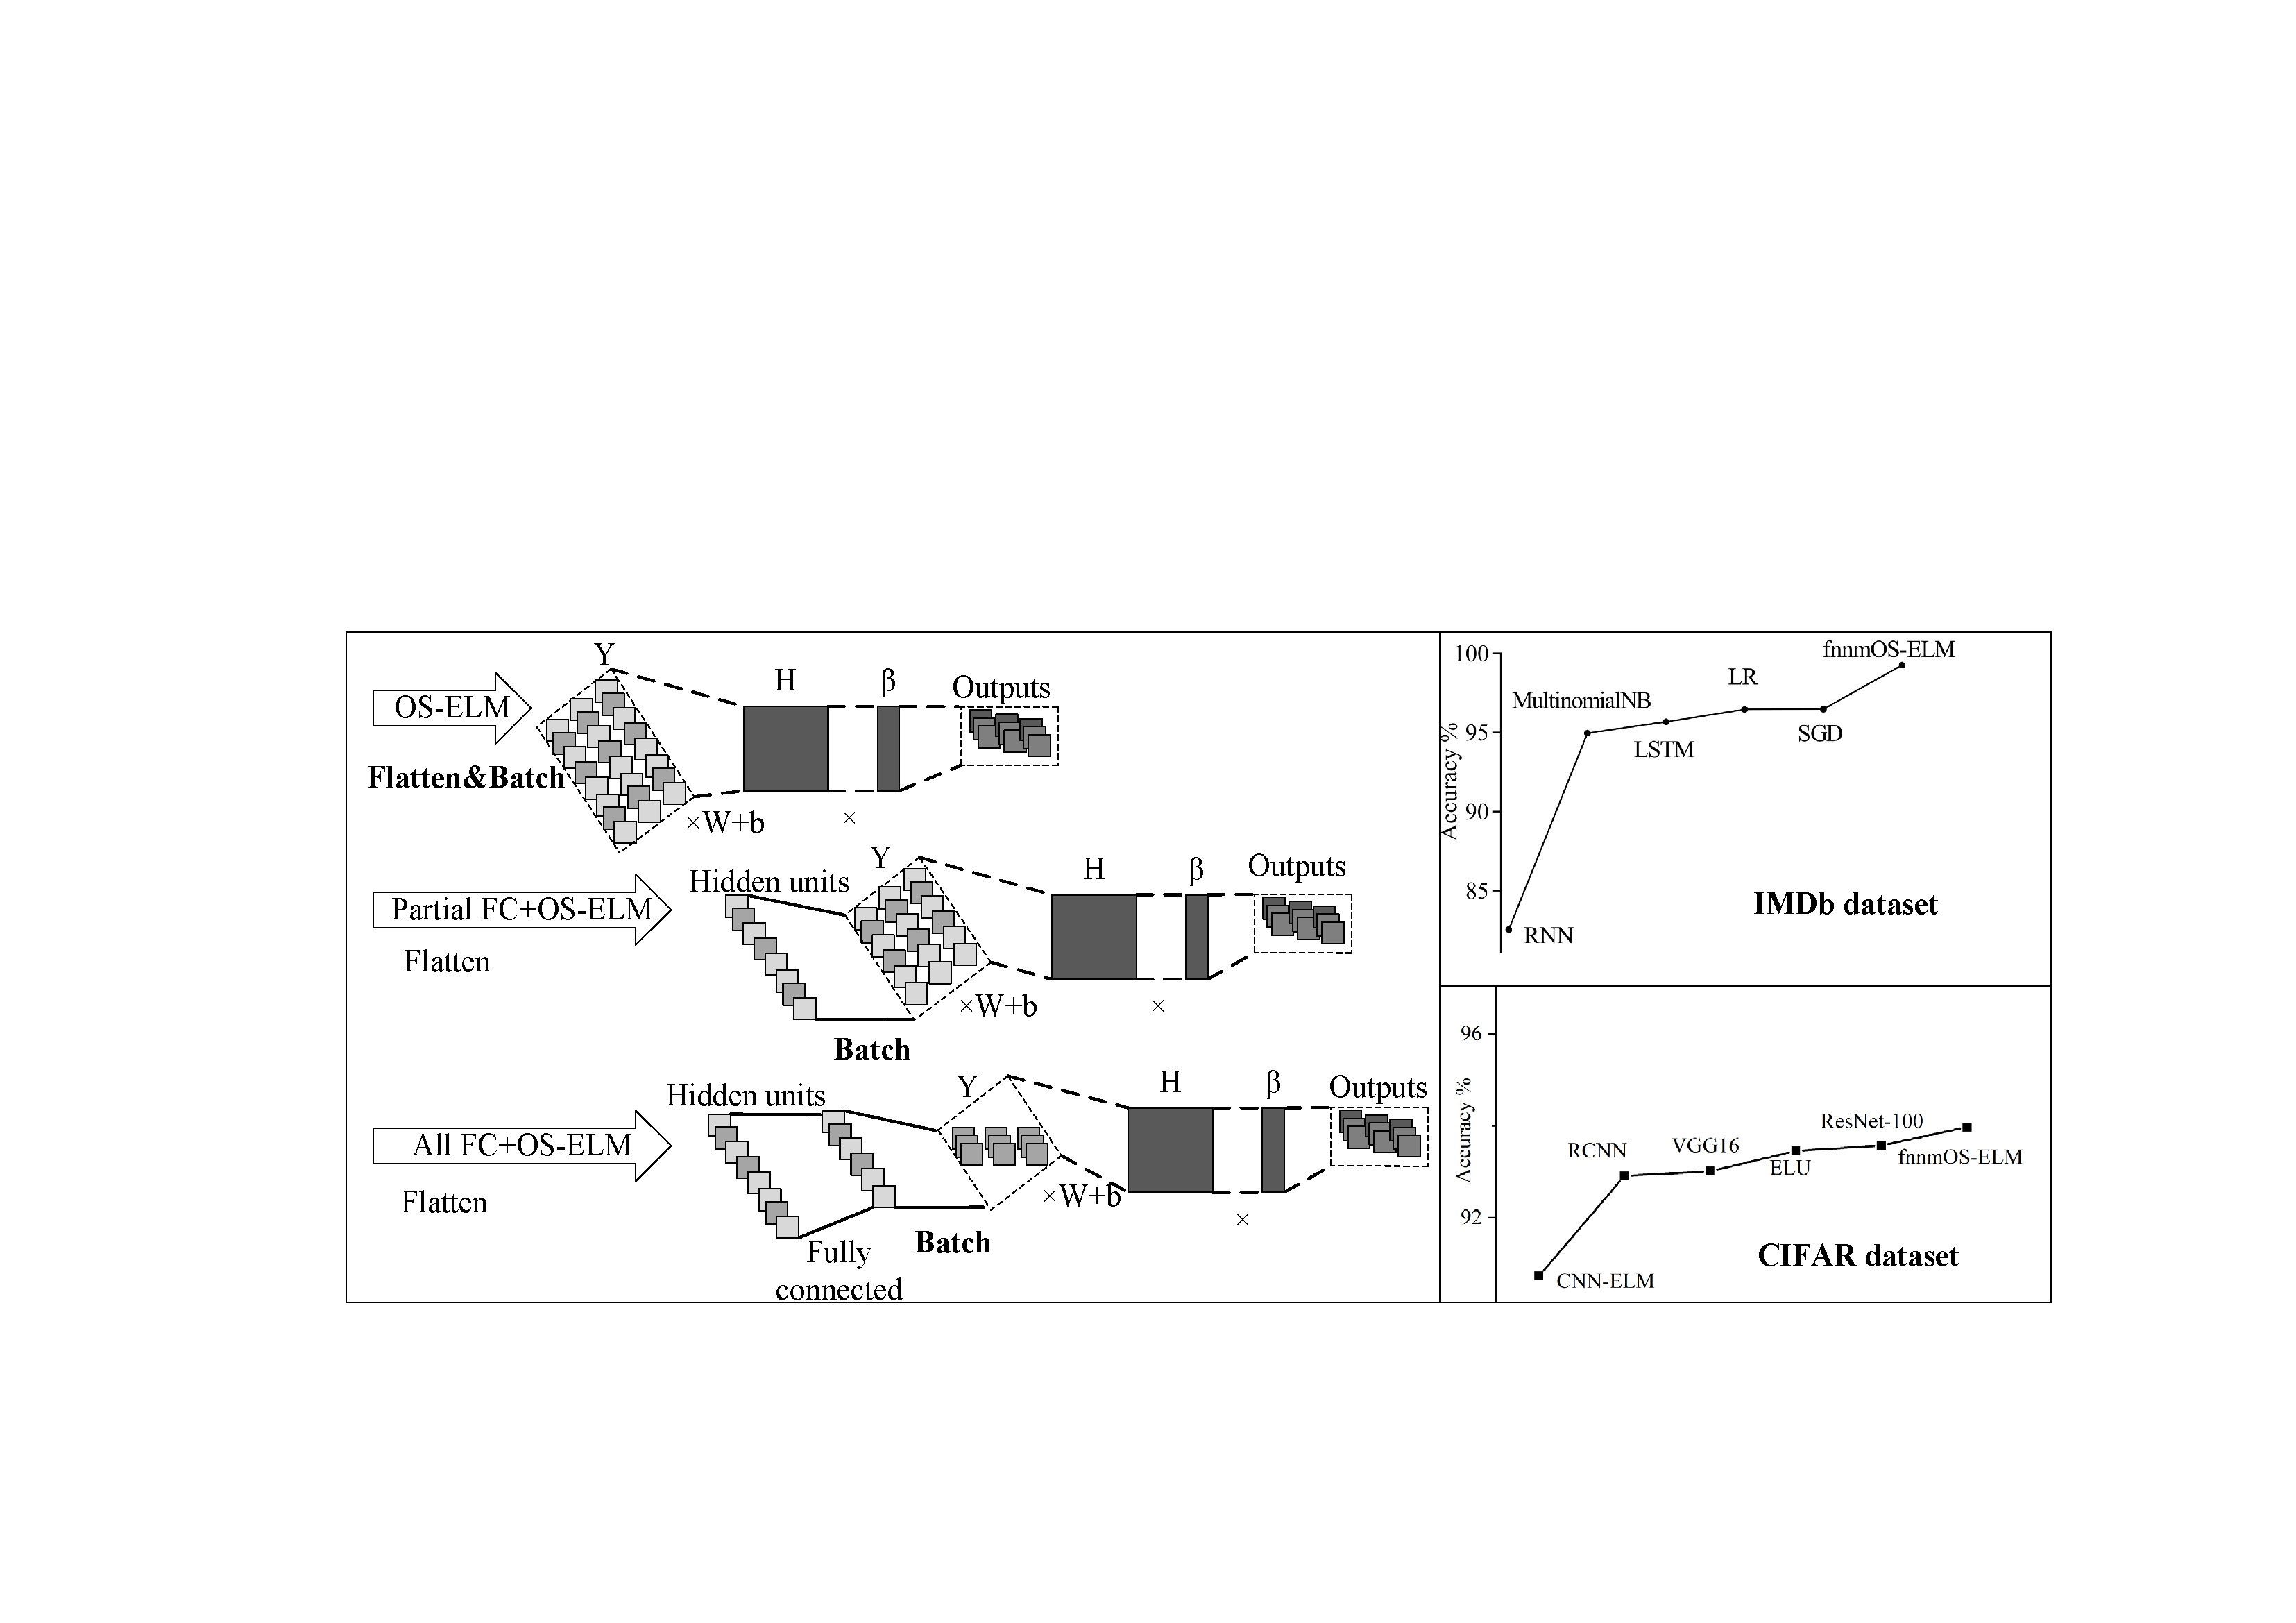 Y
H
β
Outputs
OS-ELM
Flatten&Batch
×W+b
×
Y
Hidden units
H
β
Outputs
Partial FC+OS-ELM
Flatten
×W+b
×
Batch
Y
Hidden units
H
β
Outputs
All FC+OS-ELM
Flatten
×W+b
×
Batch
Fully
connected
fnnmOS-ELM
100
LR
MultinomialNB
95
SGD
LSTM
Accuracy %
90
85
IMDb dataset
RNN
96
Accuracy %
ResNet-100
RCNN
VGG16
ELU
fnnmOS-ELM
92
CIFAR dataset
CNN-ELM